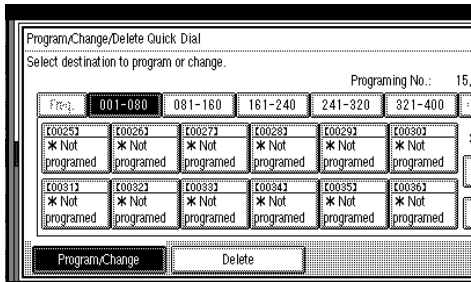 Program/Change/Delete Quick Dial
Select destination to program or change.
Programing No.: 15,
Freq. 001-080 081-160 161-240 241-320 321-400
[0025] [0026] [0027] [0028] [0029] [0030]
* Not * Not * Not * Not * Not * Not
programed programed programed programed programed programed
[0031] [0032] [0033] [0034] [0035] [0036]
* Not * Not * Not * Not * Not * Not
programed programed programed programed programed programed
Program/Change Delete